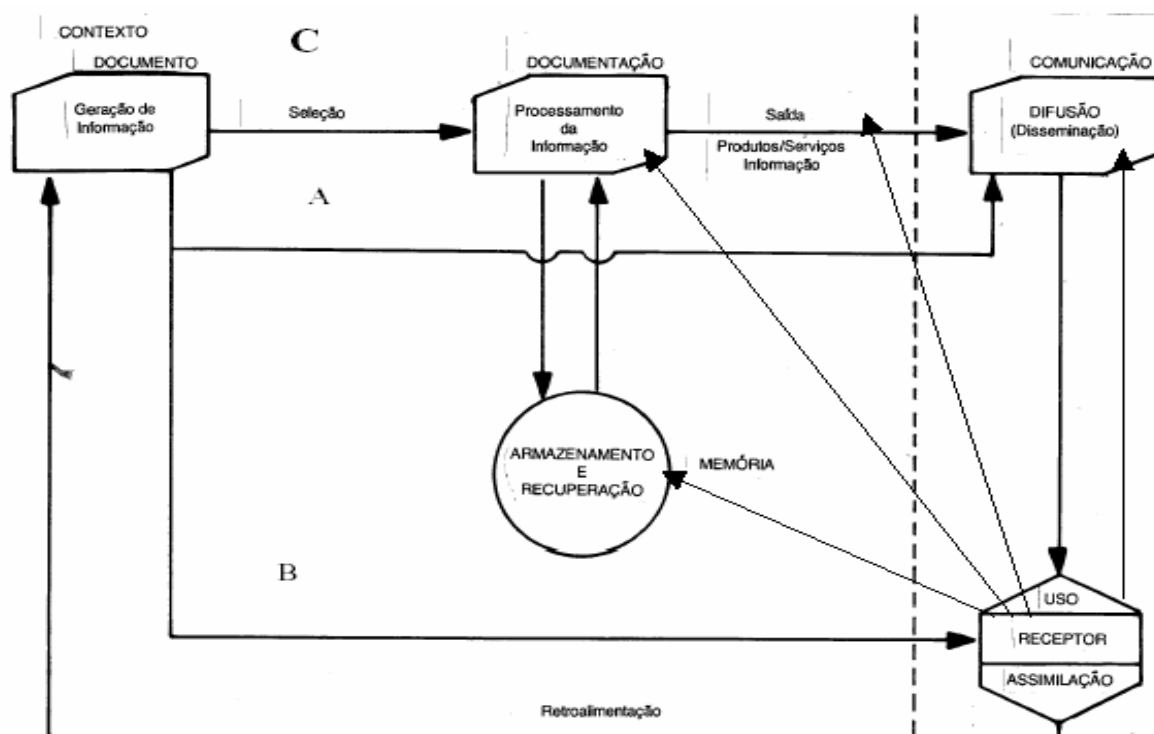 CONTEXTO
C
DOCUMENTO
Geração de
Informação
Seleção
DOCUMENTAÇÃO
Processamento
da
Informação
Saída
Produtos/Serviços
Informação
COMUNICAÇÃO
DIFUSÃO
(Disseminação)
A
ARMAZENAMENTO
E
RECUPERAÇÃO
MEMÓRIA
B
USO
RECEPTOR
ASSIMILAÇÃO
Retroalimentação